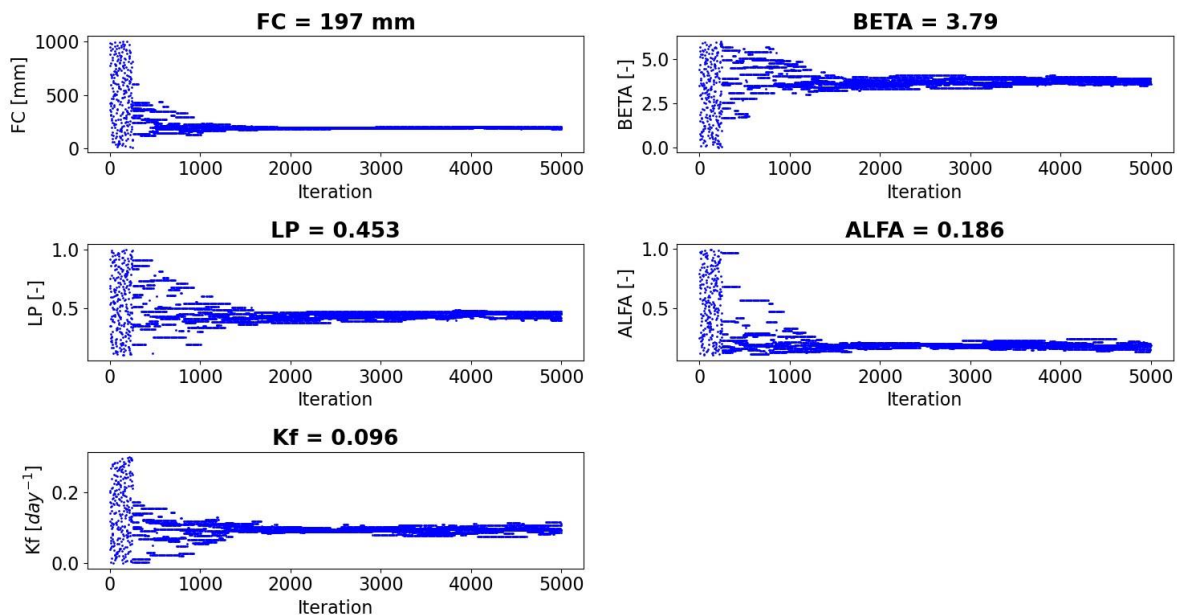 FC = 197 mm
1000
500
0
FC [mm]
0 1000 2000 3000 4000 5000
Iteration
BETA = 3.79
5.0
2.5
0.0
BETA [-]
0 1000 2000 3000 4000 5000
Iteration
LP = 0.453
1.0
0.5
LP [-]
0 1000 2000 3000 4000 5000
Iteration
ALFA = 0.186
1.0
0.5
ALFA [-]
0 1000 2000 3000 4000 5000
Iteration
Kf = 0.096
0.2
0.0
Kf [day⁻¹]
0 1000 2000 3000 4000 5000
Iteration